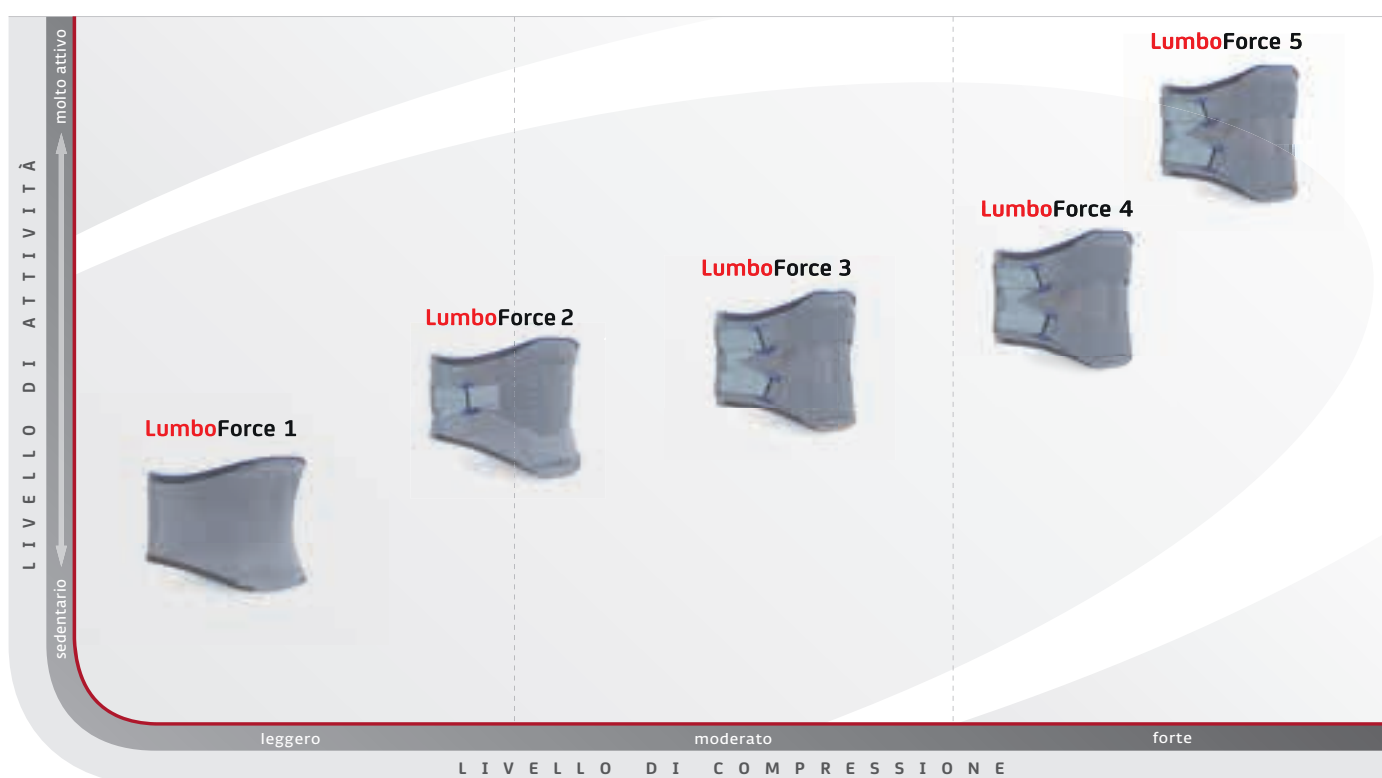 LumboForce 5
LumboForce 4
LumboForce 3
LumboForce 2
LumboForce 1
LIVELLO DI ATTIVITÀ
molto attivo
sedentario
leggero
moderato
forte
LIVELLO DI COMPRESSIONE